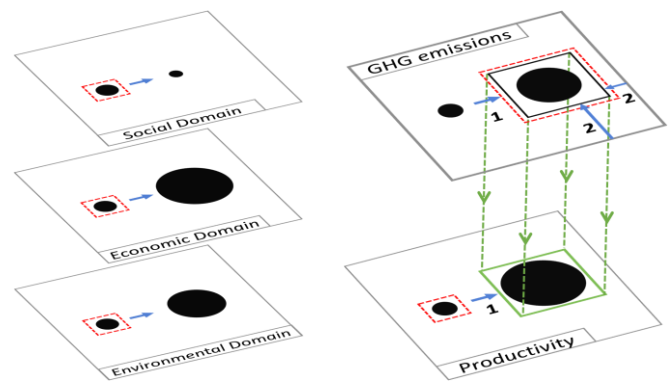 Social Domain
Economic Domain
Environmental Domain
GHG emissions
1
2
2
1
Productivity